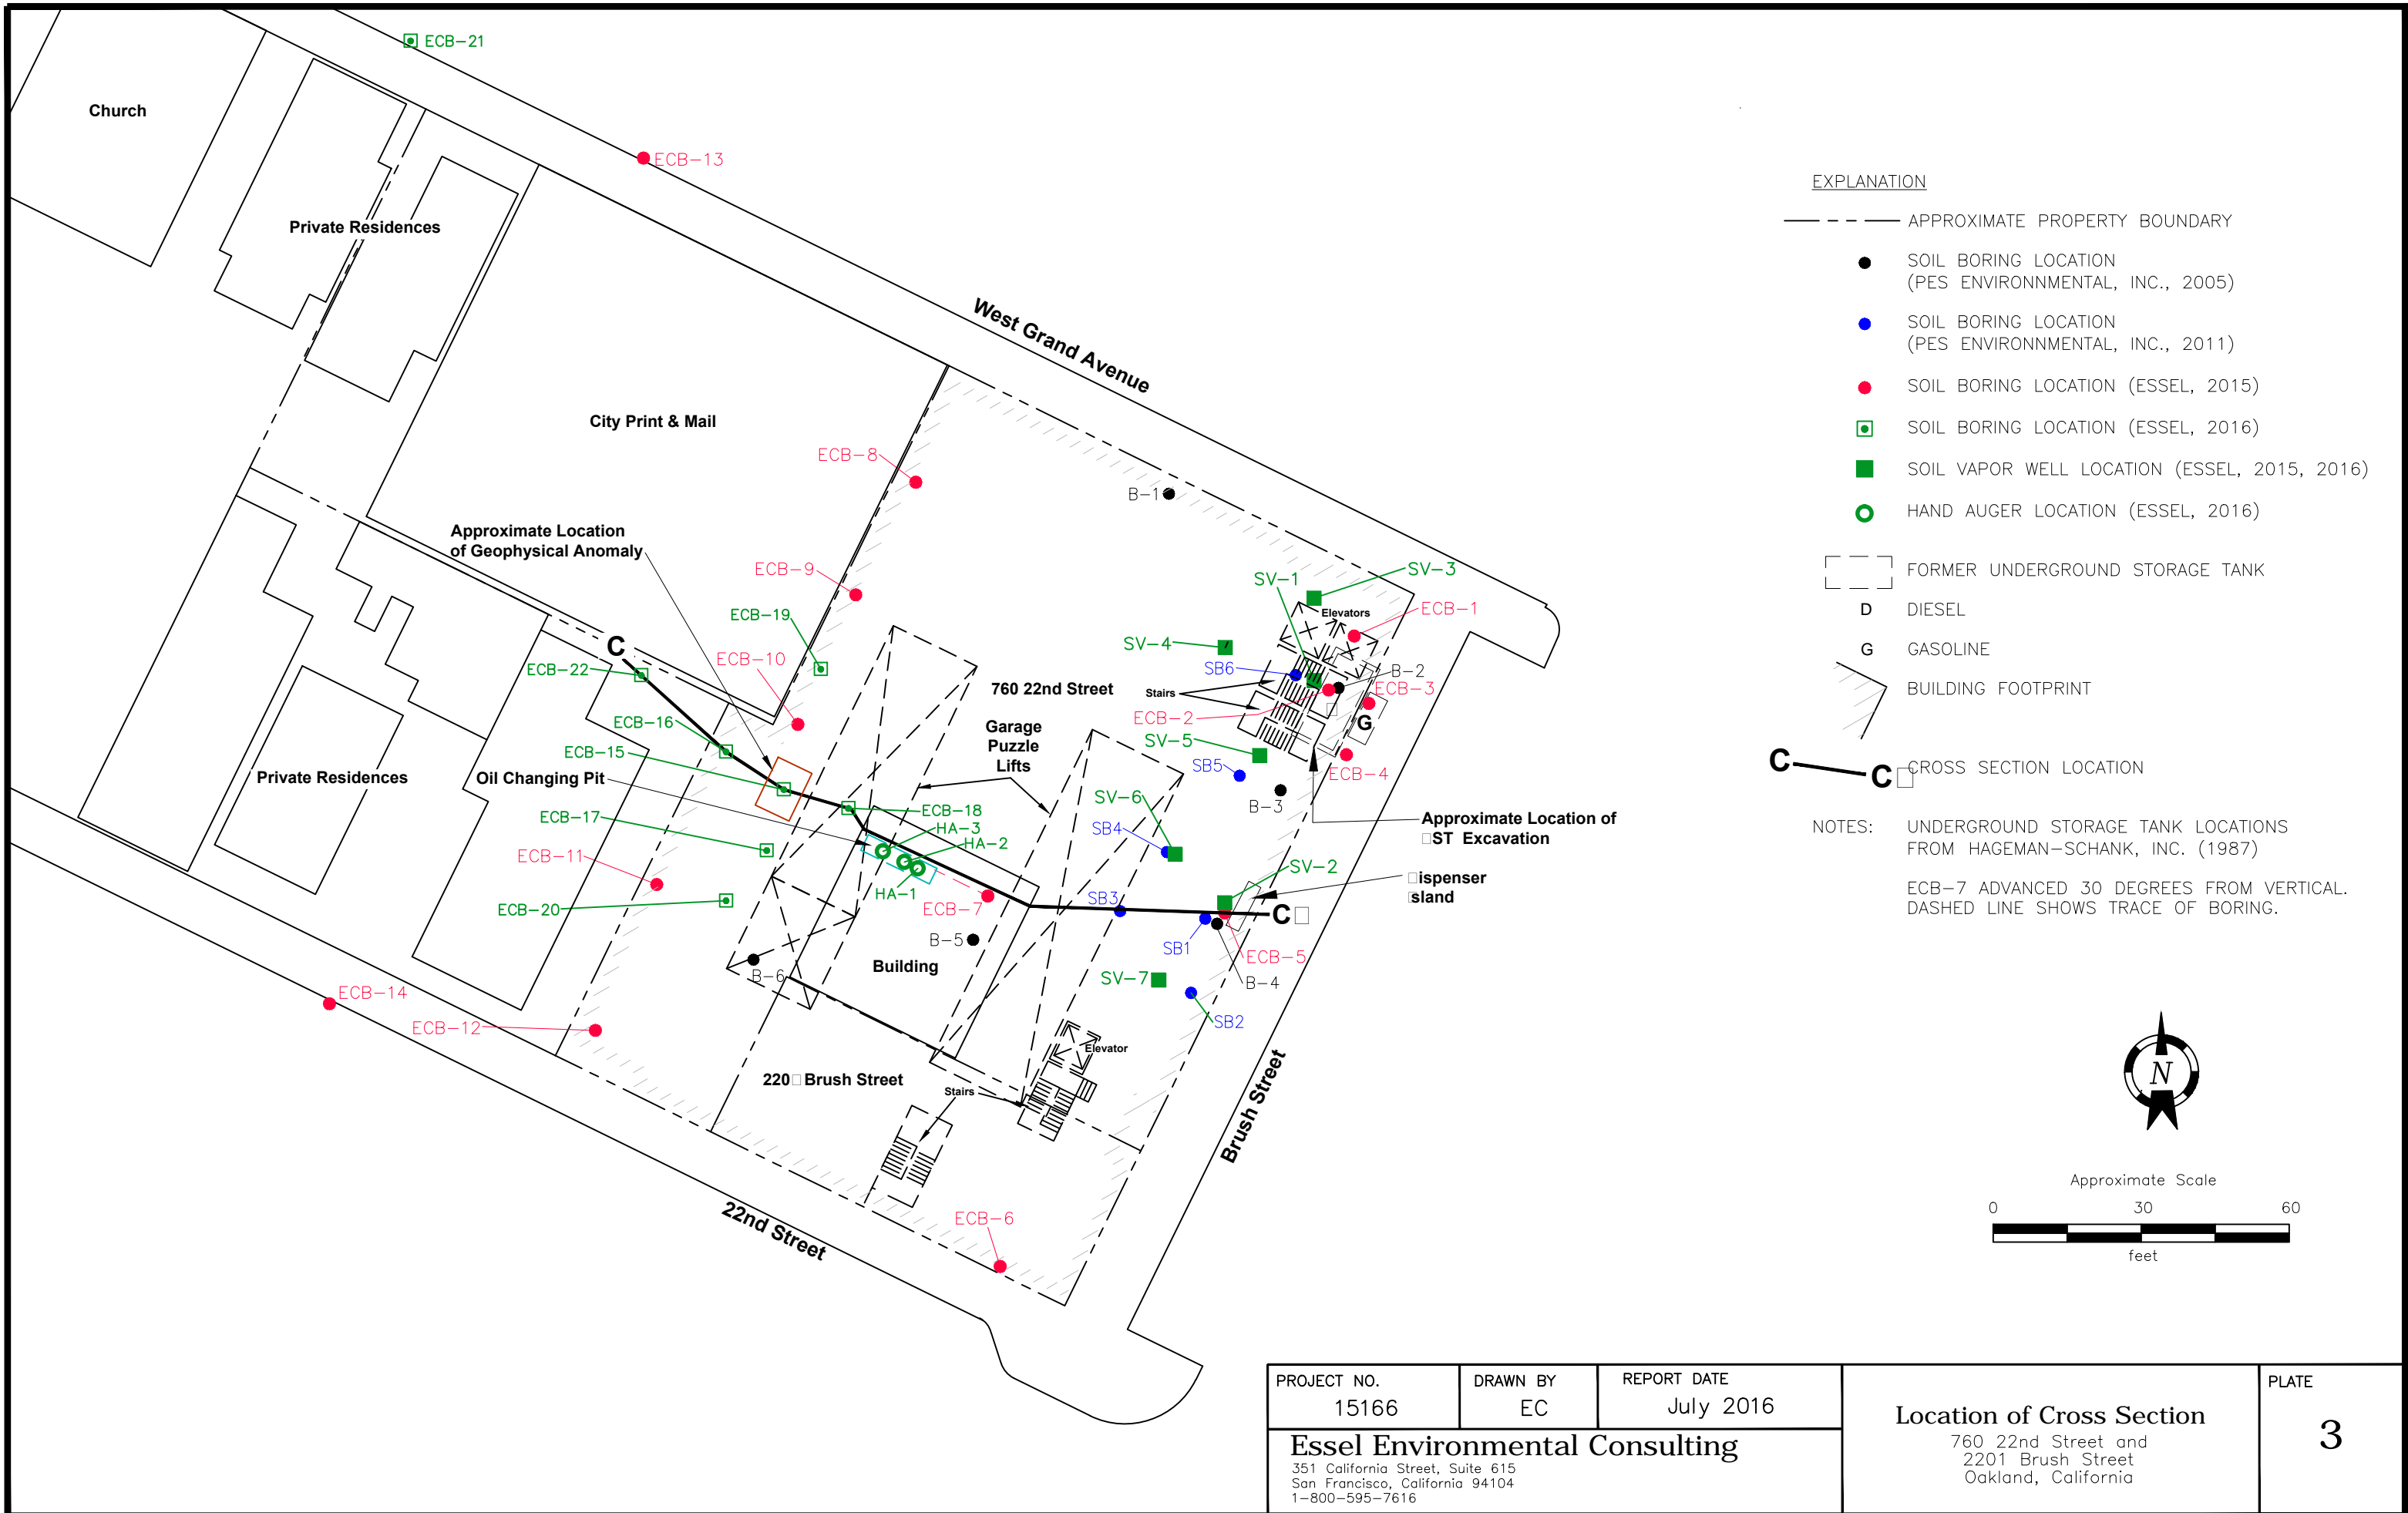 ECB-21
Church
ECB-13
Private Residences
West Grand Avenue
City Print & Mail
ECB-8
B-1
Approximate Location
of Geophysical Anomaly
ECB-9
ECB-19
ECB-10
SV-1
SV-3
Elevators
ECB-1
SV-4
SB6
B-2
C
ECB-22
760 22nd Street
Stairs
ECB-3
ECB-2
G
ECB-16
Garage
Puzzle
Lifts
SV-5
ECB-15
SB5
ECB-4
Private Residences
Oil Changing Pit
B-3
SV-6
ECB-18
ECB-17
HA-3
SB4
Approximate Location of
□ST Excavation
HA-2
ECB-11
SV-2
□ispenser
□sland
HA-1
ECB-7
SB3
C □
ECB-20
SB1
B-5
ECB-5
Building
B-6
SV-7
B-4
ECB-14
SB2
ECB-12
Elevator
220□ Brush Street
Stairs
Brush Street
22nd Street
ECB-6
EXPLANATION
APPROXIMATE PROPERTY BOUNDARY
SOIL BORING LOCATION
(PES ENVIRONNMENTAL, INC., 2005)
SOIL BORING LOCATION
(PES ENVIRONNMENTAL, INC., 2011)
SOIL BORING LOCATION (ESSEL, 2015)
SOIL BORING LOCATION (ESSEL, 2016)
SOIL VAPOR WELL LOCATION (ESSEL, 2015, 2016)
HAND AUGER LOCATION (ESSEL, 2016)
FORMER UNDERGROUND STORAGE TANK
D DIESEL
G GASOLINE
BUILDING FOOTPRINT
C C □ CROSS SECTION LOCATION
NOTES: UNDERGROUND STORAGE TANK LOCATIONS
FROM HAGEMAN-SCHANK, INC. (1987)
ECB-7 ADVANCED 30 DEGREES FROM VERTICAL.
DASHED LINE SHOWS TRACE OF BORING.
N
Approximate Scale
0 30 60
feet
PROJECT NO.
15166
DRAWN BY
EC
REPORT DATE
July 2016
Essel Environmental Consulting
351 California Street, Suite 615
San Francisco, California 94104
1-800-595-7616
Location of Cross Section
760 22nd Street and
2201 Brush Street
Oakland, California
PLATE
3